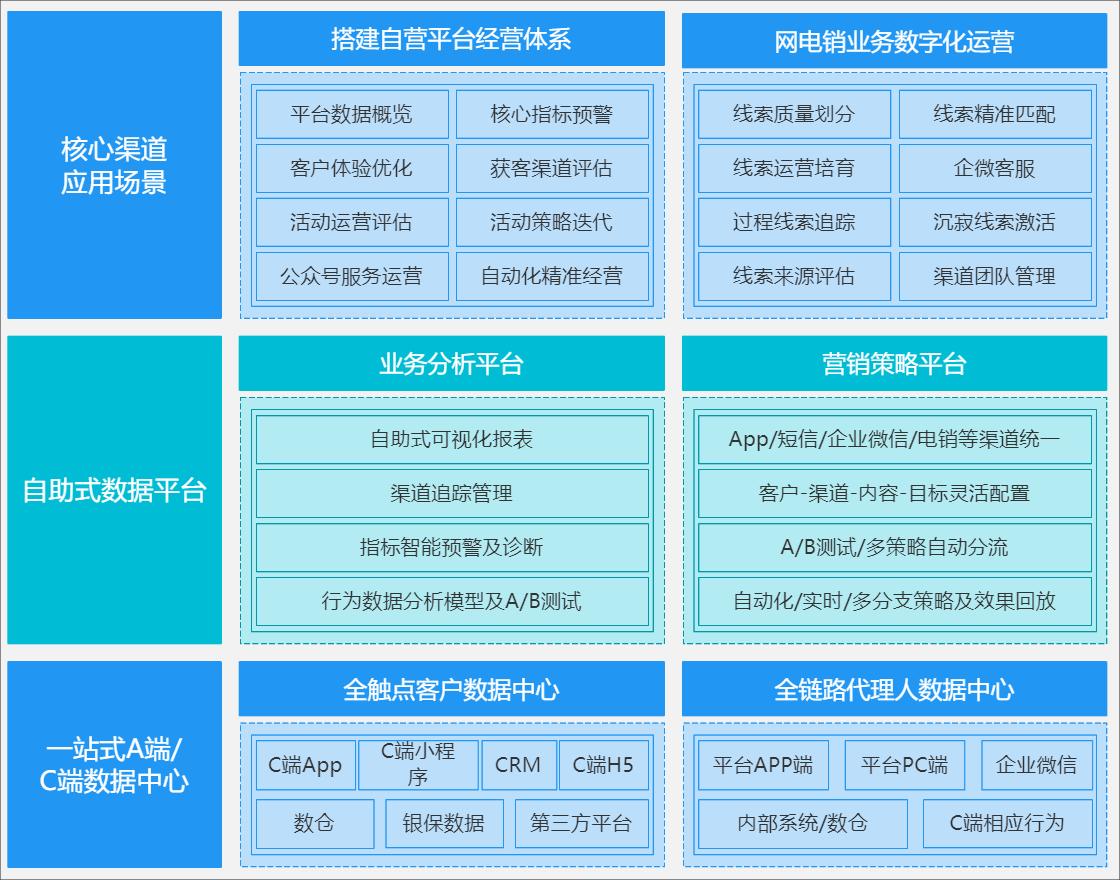 核心渠道
应用场景
搭建自营平台经营体系
平台数据概览
核心指标预警
客户体验优化
获客渠道评估
活动运营评估
活动策略迭代
公众号服务运营
自动化精准经营
网电销业务数字化运营
线索质量划分
线索精准匹配
线索运营培育
企微客服
过程线索追踪
沉寂线索激活
线索来源评估
渠道团队管理
自助式数据平台
业务分析平台
自助式可视化报表
渠道追踪管理
指标智能预警及诊断
行为数据分析模型及A/B测试
营销策略平台
App/短信/企业微信/电销等渠道统一
客户-渠道-内容-目标灵活配置
A/B测试/多策略自动分流
自动化/实时/多分支策略及效果回放
一站式A端/
C端数据中心
全触点客户数据中心
C端App
C端小程
序
CRM
C端H5
数仓
银保数据
第三方平台
全链路代理人数据中心
平台APP端
平台PC端
企业微信
内部系统/数仓
C端相应行为